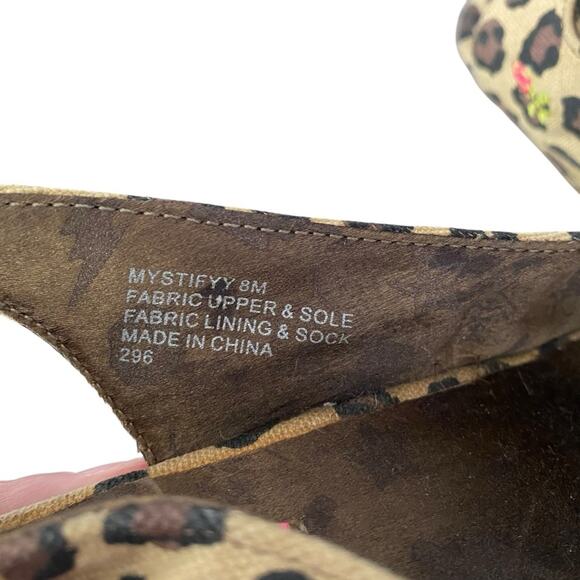 MYSTIFYY 8M
FABRIC UPPER & SOLE
FABRIC LINING & SOCK
MADE IN CHINA
296